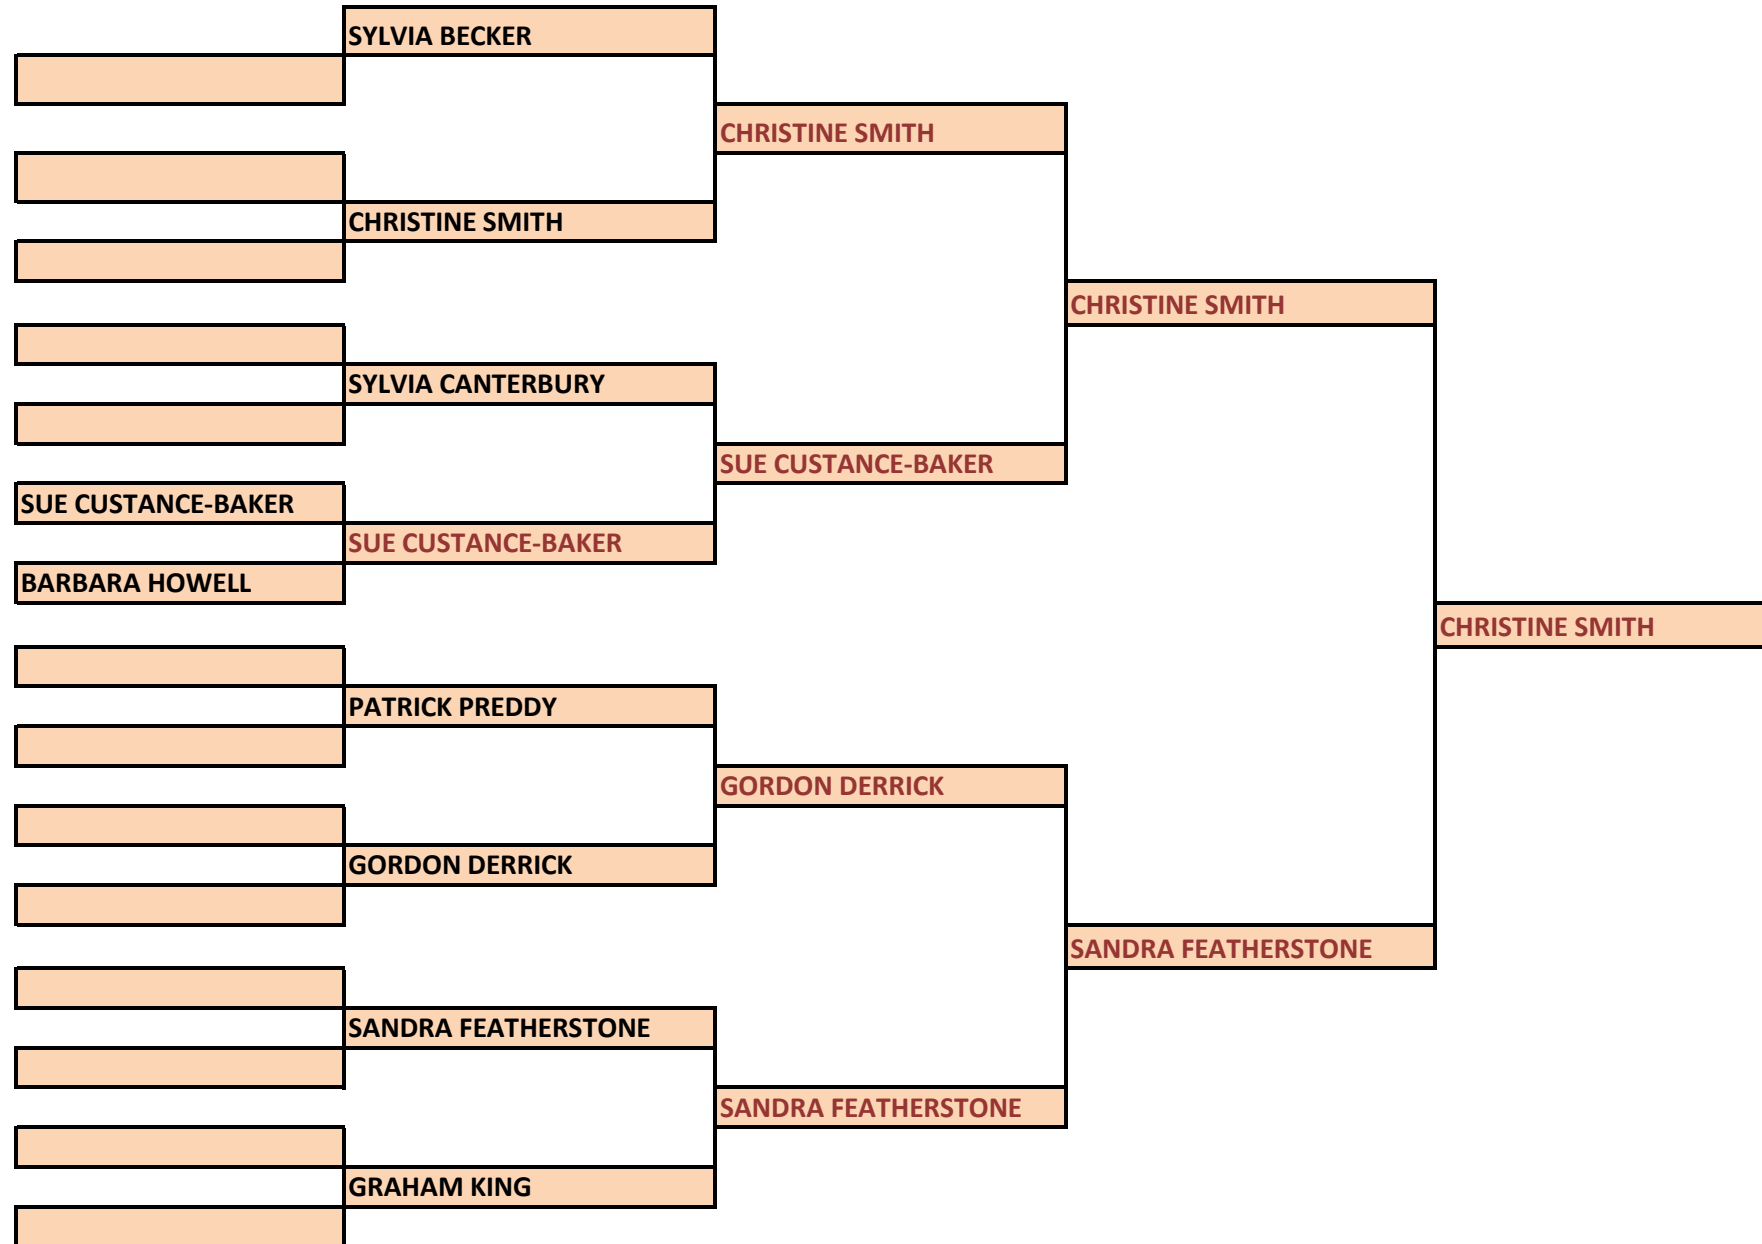 SYLVIA BECKER
CHRISTINE SMITH
CHRISTINE SMITH
CHRISTINE SMITH
SYLVIA CANTERBURY
SUE CUSTANCE-BAKER
SUE CUSTANCE-BAKER
SUE CUSTANCE-BAKER
BARBARA HOWELL
CHRISTINE SMITH
PATRICK PREDDY
GORDON DERRICK
GORDON DERRICK
SANDRA FEATHERSTONE
SANDRA FEATHERSTONE
SANDRA FEATHERSTONE
GRAHAM KING